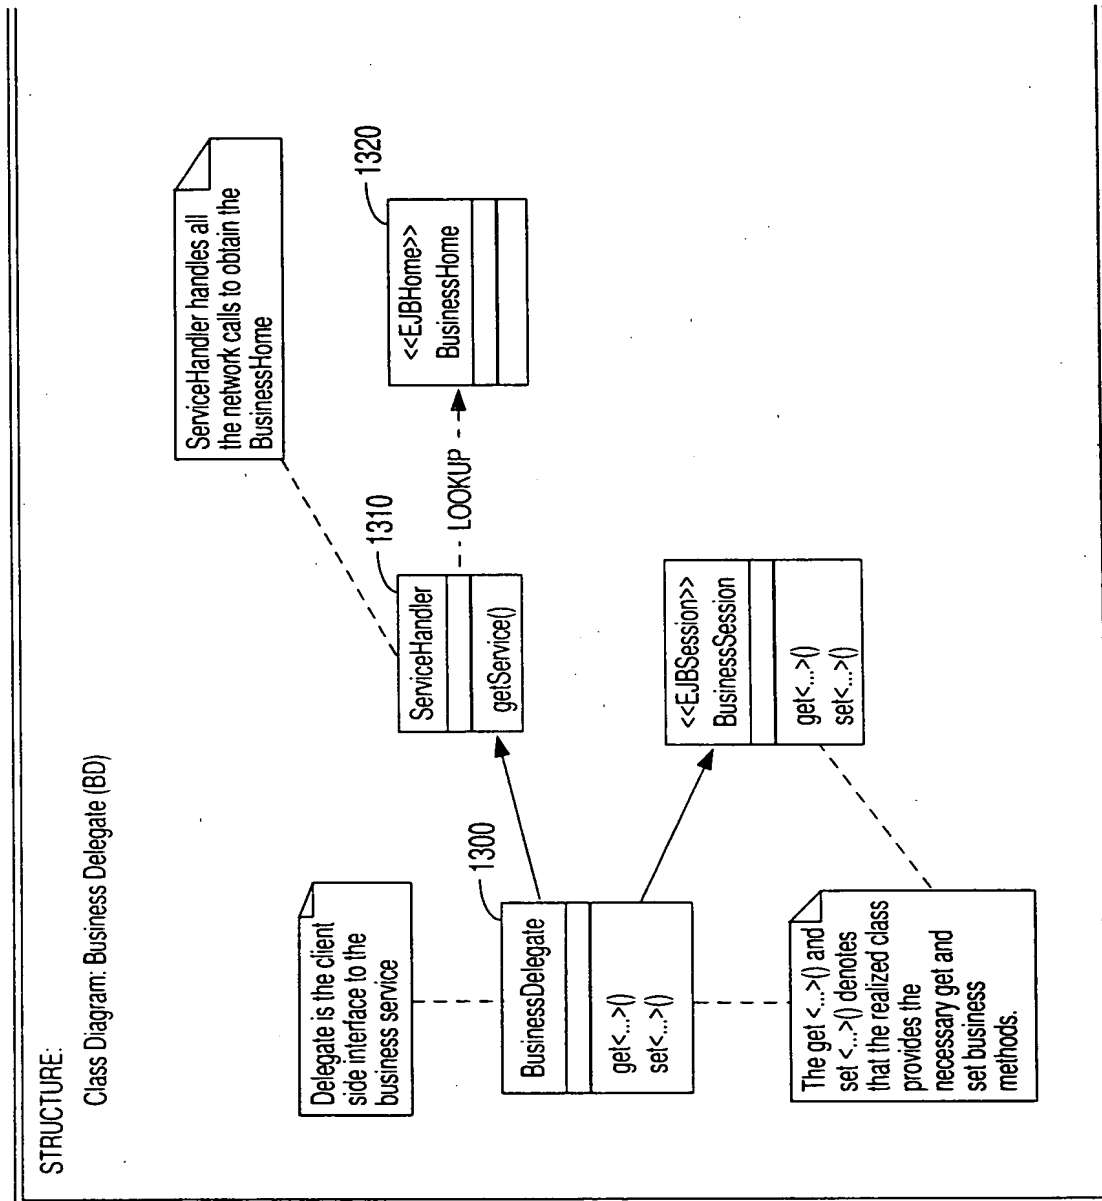 STRUCTURE:
Class Diagram: Business Delegate (BD)
Delegate is the client
side interface to the
business service
1300
BusinessDelegate
get<...>()
set<...>()
The get <...>() and
set <...>() denotes
that the realized class
provides the
necessary get and
set business
methods.
ServiceHandler handles all
the network calls to obtain the
BusinessHome
1310
ServiceHandler
getService()
LOOKUP
1320
<<EJBHome>>
BusinessHome
<<EJBSession>>
BusinessSession
get<...>()
set<...>()